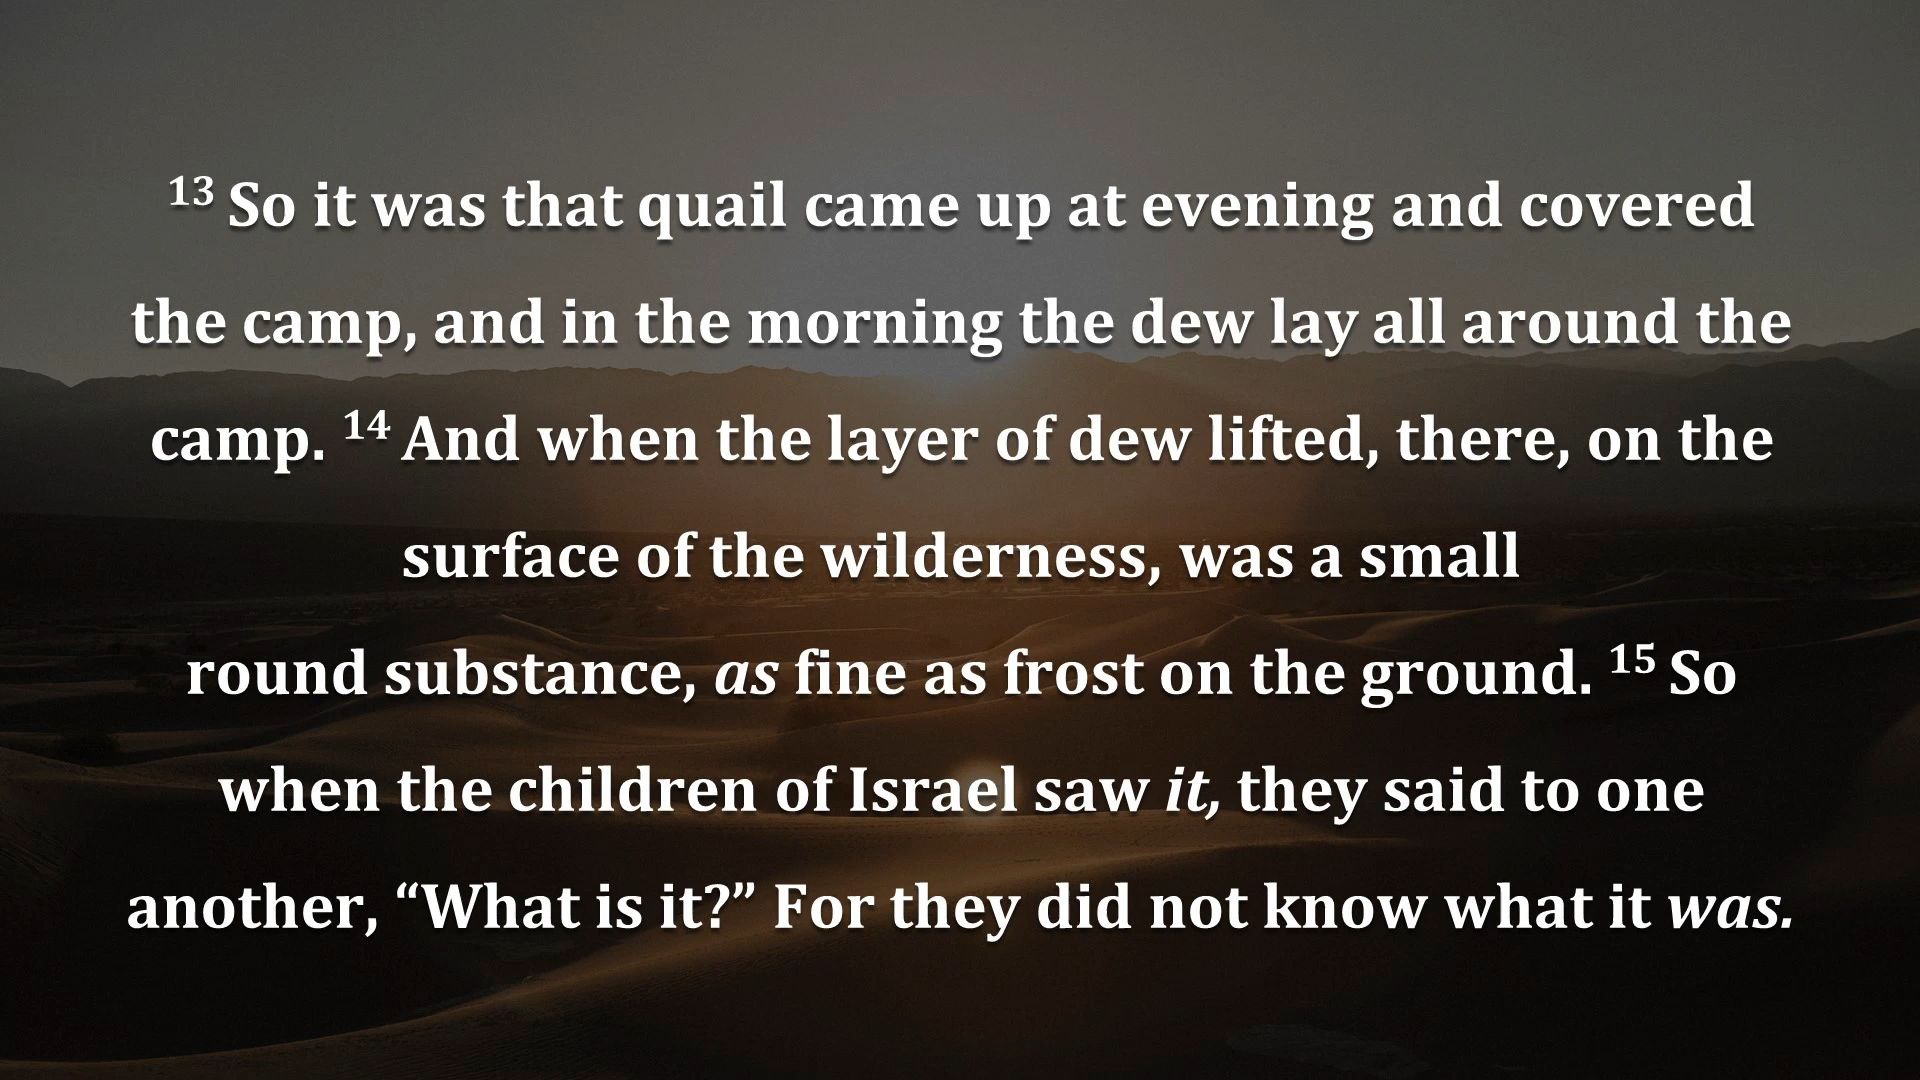 13 So it was that quail came up at evening and covered
the camp, and in the morning the dew lay all around the
camp. 14 And when the layer of dew lifted, there, on the
surface of the wilderness, was a small
round substance, as fine as frost on the ground. 15 So
when the children of Israel saw it, they said to one
another, “What is it?” For they did not know what it was.